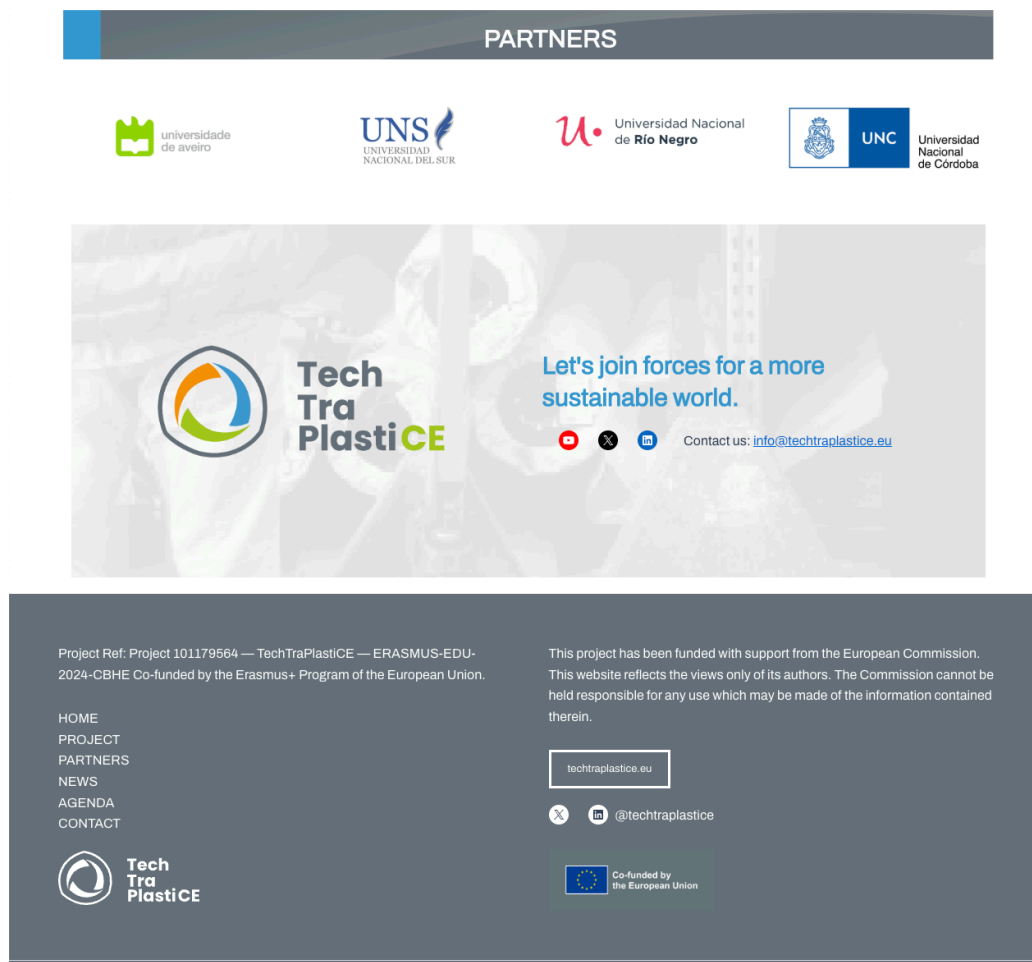 PARTNERS
universidade
de aveiro
UNS
UNIVERSIDAD
NACIONAL DEL SUR
Universidad Nacional
de Río Negro
UNC
Universidad
Nacional
de Córdoba
Tech
Tra
PlastiCE
Let's join forces for a more
sustainable world.
Contact us: info@techtraplastice.eu
Project Ref: Project 101179564 — TechTraPlastiCE — ERASMUS-EDU-
2024-CBHE Co-funded by the Erasmus+ Program of the European Union.
HOME
PROJECT
PARTNERS
NEWS
AGENDA
CONTACT
Tech
Tra
PlastiCE
This project has been funded with support from the European Commission.
This website reflects the views only of its authors. The Commission cannot be
held responsible for any use which may be made of the information contained
therein.
techtraplastice.eu
@techtraplastice
Co-funded by
the European Union